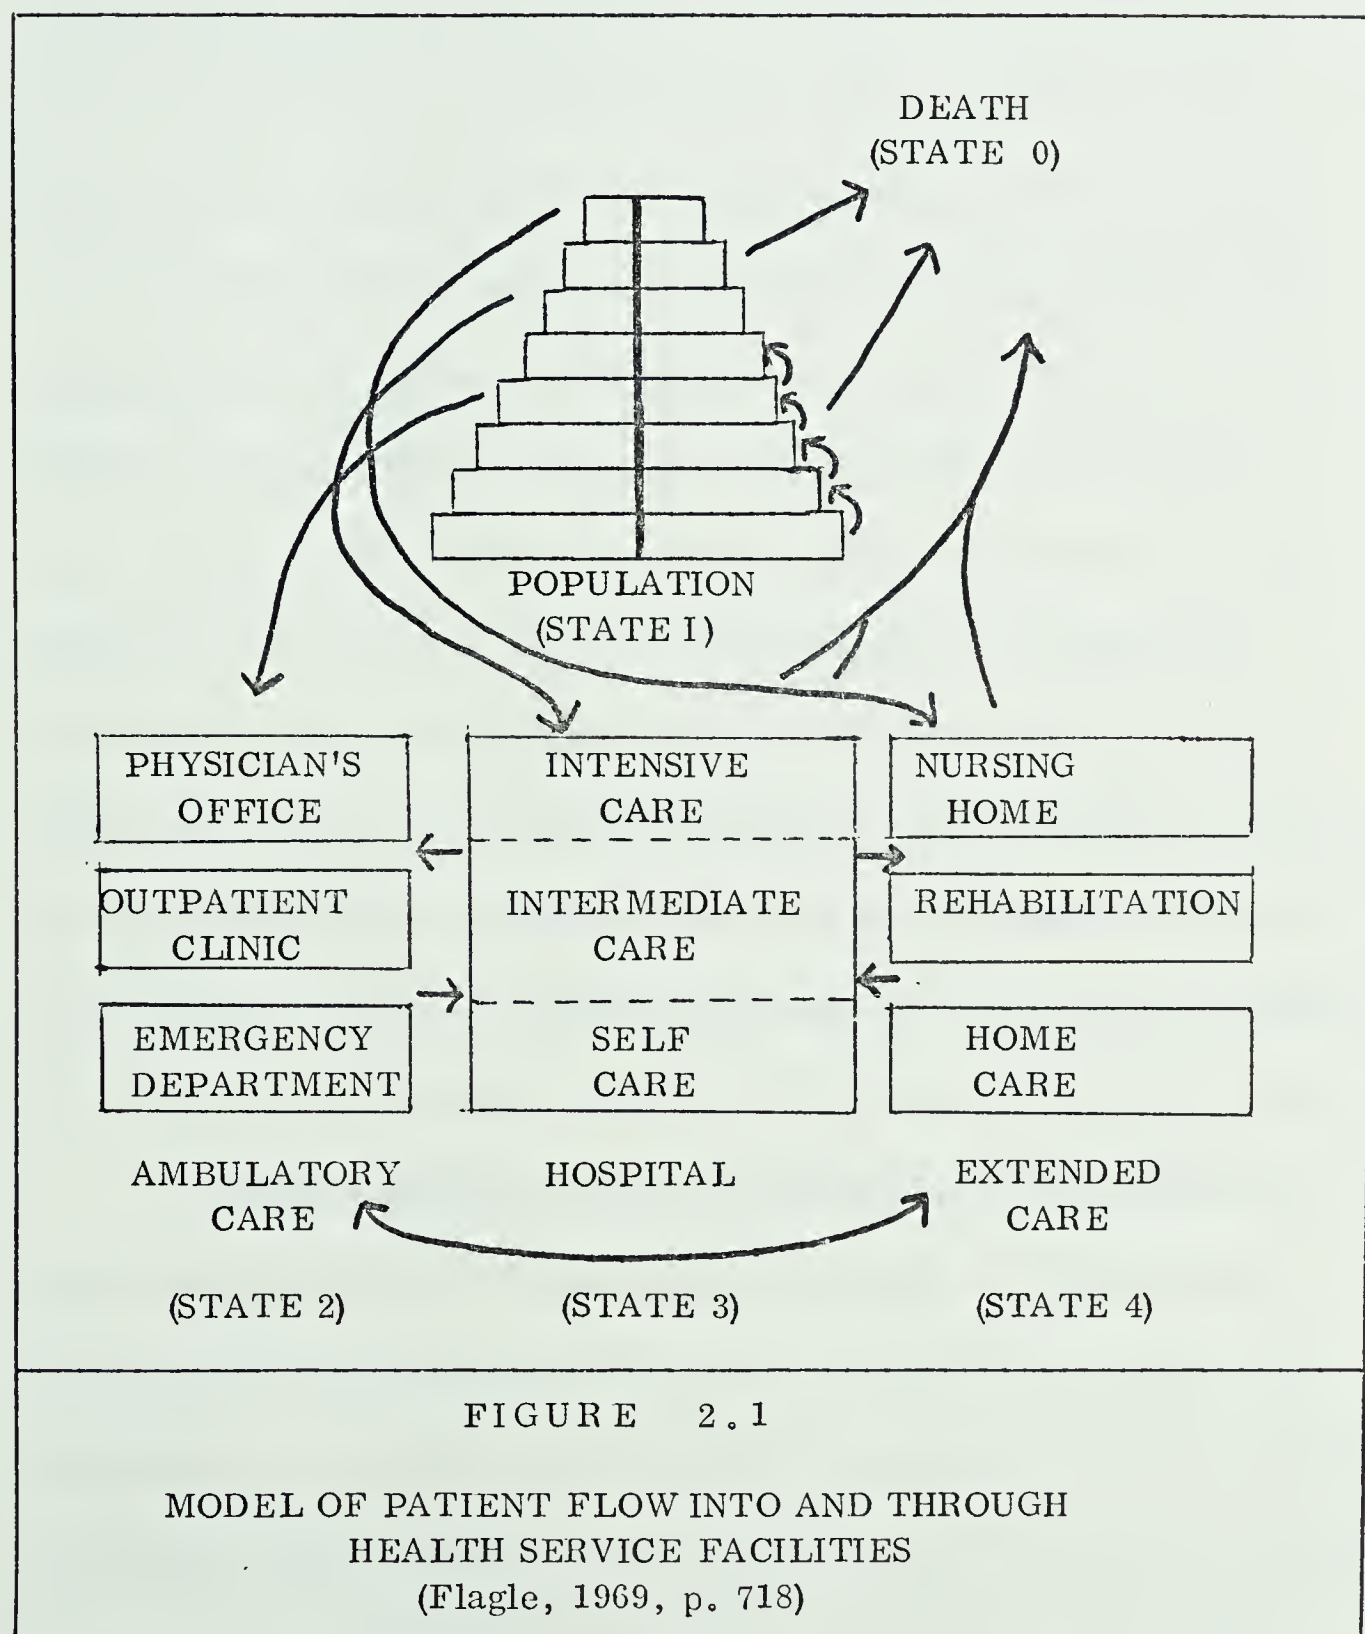 DEATH
(STATE 0)
POPULATION
(STATE I)
PHYSICIAN'S
OFFICE
OUTPATIENT
CLINIC
EMERGENCY
DEPARTMENT
INTENSIVE
CARE
INTERMEDIATE
CARE
SELF
CARE
NURSING
HOME
REHABILITATION
HOME
CARE
AMBULATORY
CARE
(STATE 2)
HOSPITAL
(STATE 3)
EXTENDED
CARE
(STATE 4)
FIGURE 2.1
MODEL OF PATIENT FLOW INTO AND THROUGH
HEALTH SERVICE FACILITIES
(Flagle, 1969, p. 718)